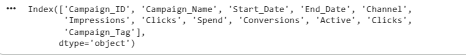 ••• Index(['Campaign_ID', 'Campaign_Name', 'Start_Date', 'End_Date', 'Channel',
'Impressions', 'Clicks', 'Spend', 'Conversions', 'Active', 'Clicks',
'Campaign_Tag'],
dtype='object')